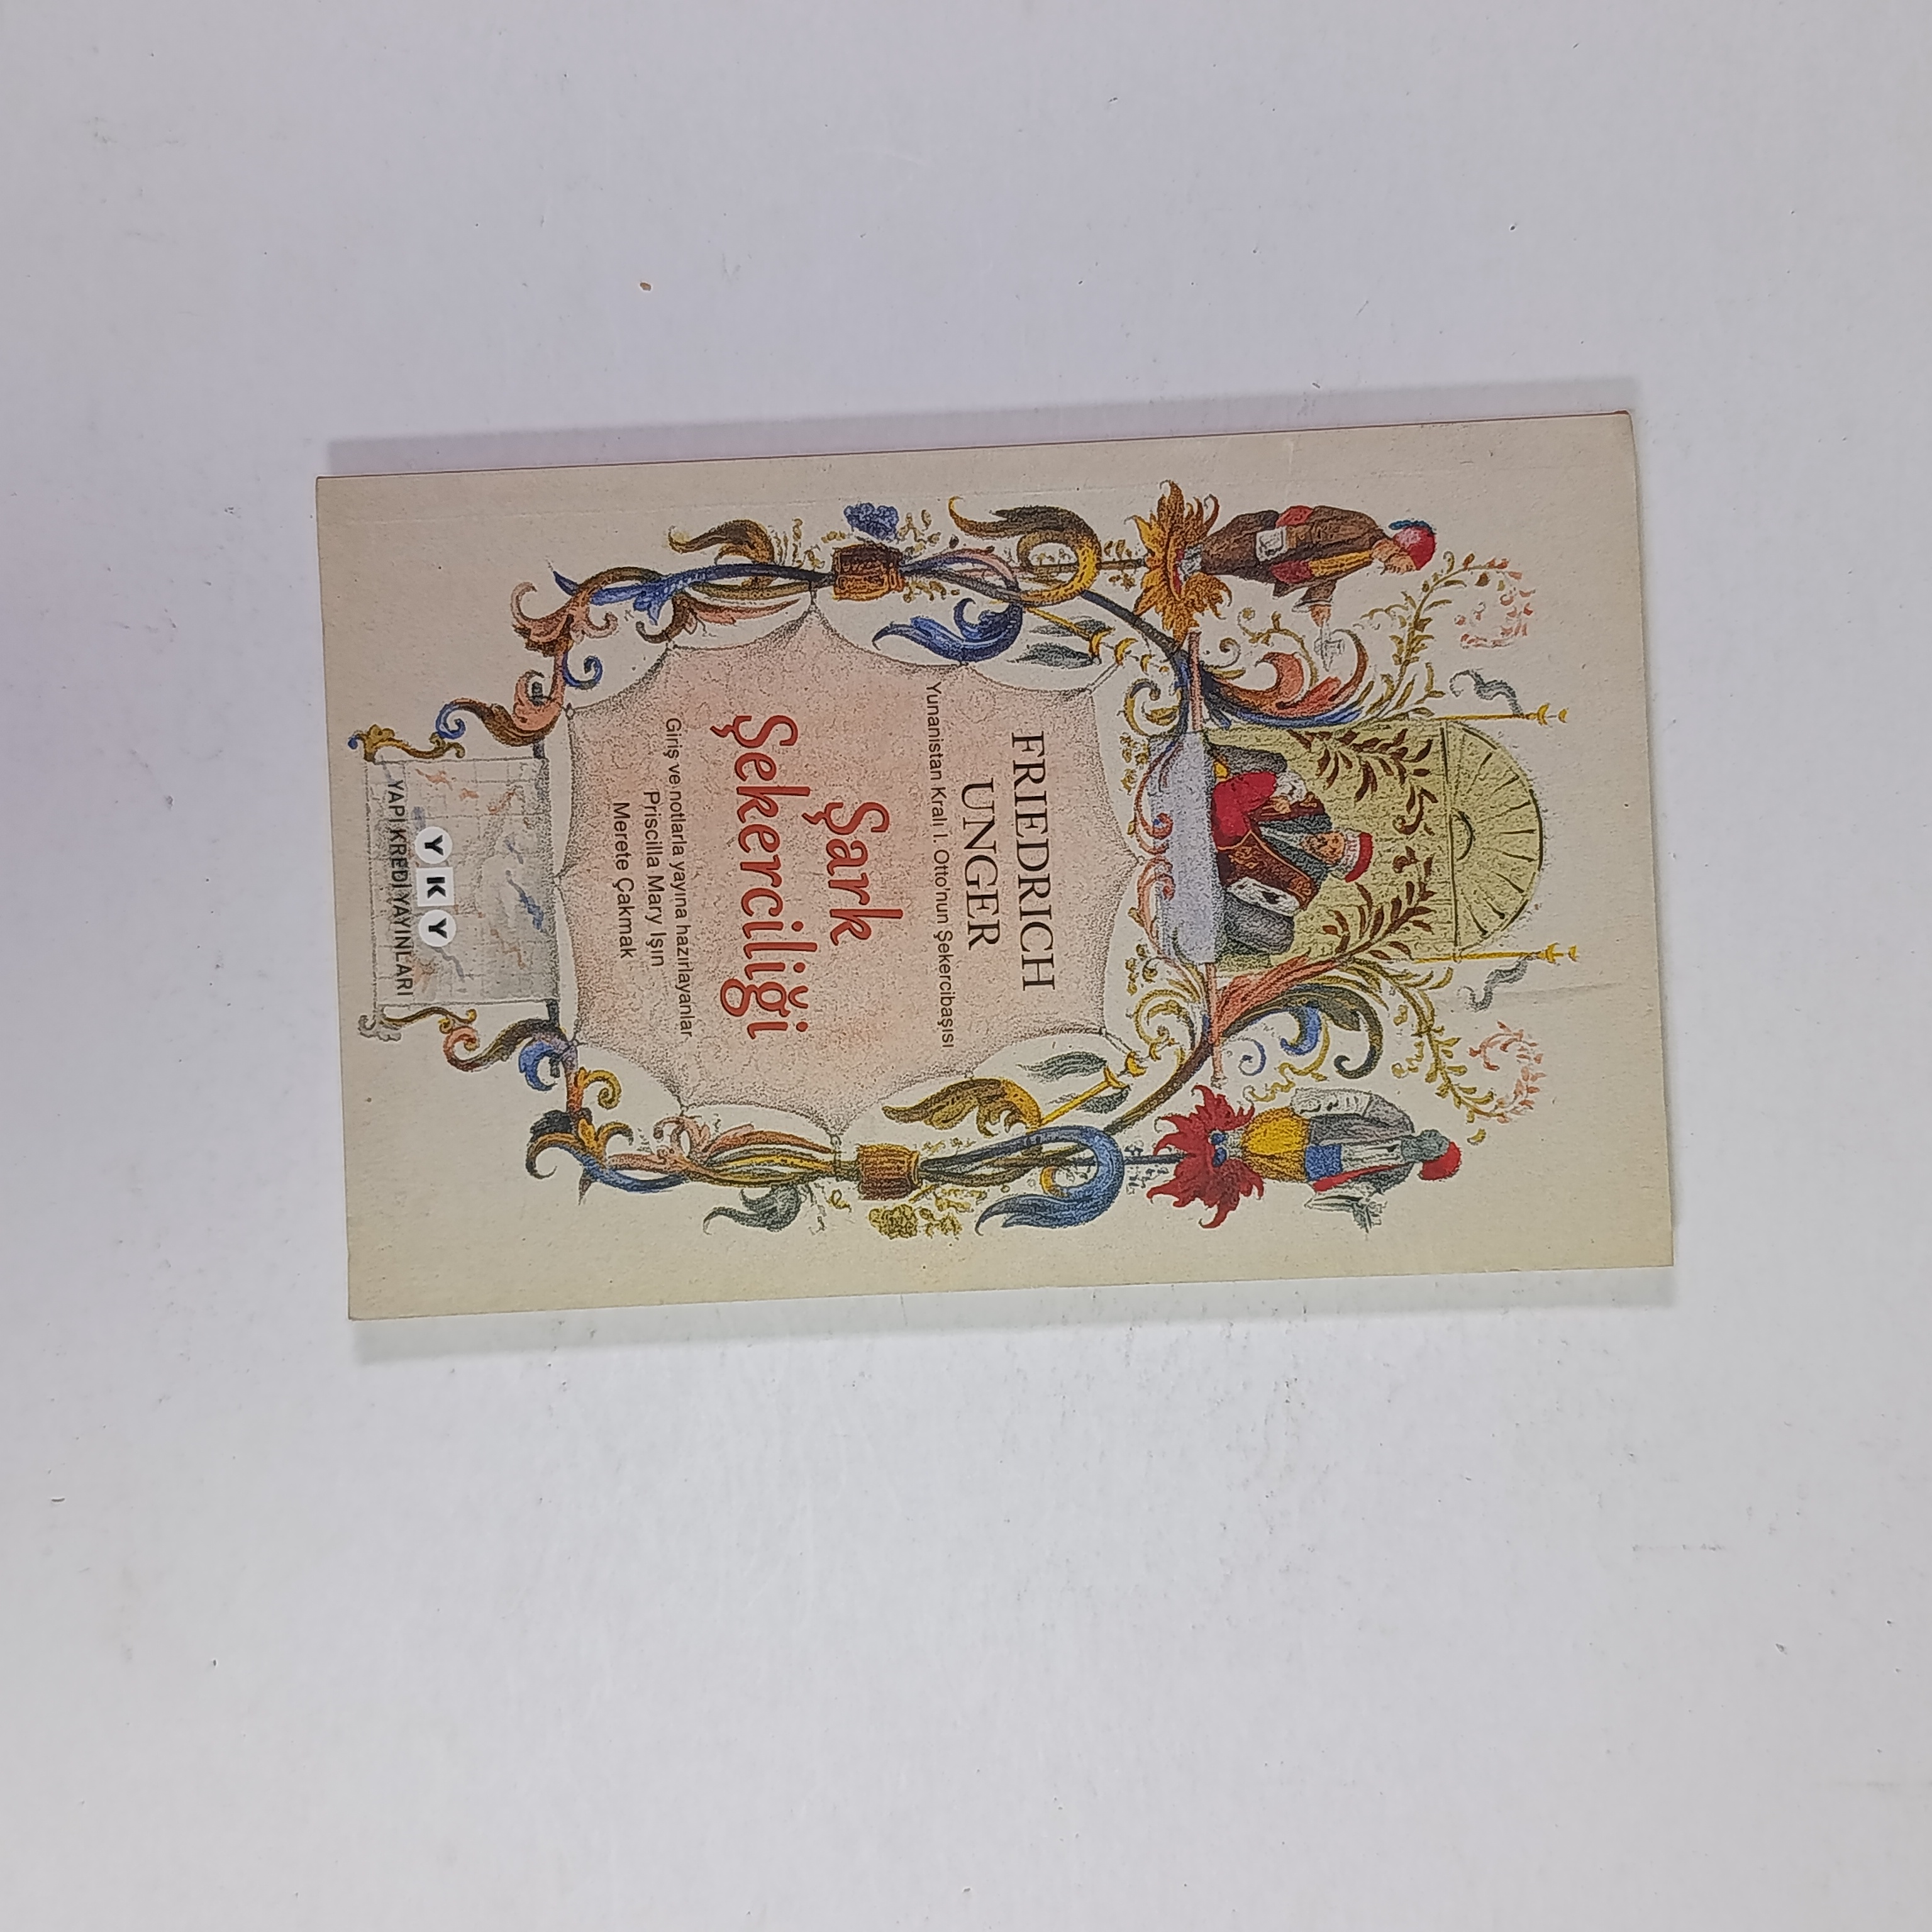 FRIEDRICH
UNGER
Yunanistan Kralı I. Otto'nun Şekercibaşısı
Şark
Şekerciliği
Giriş ve notlarla yayına hazırlayanlar
Priscilla Mary Işın
Merete Çakmak
YKY
YAPI KREDİ YAYINLARI